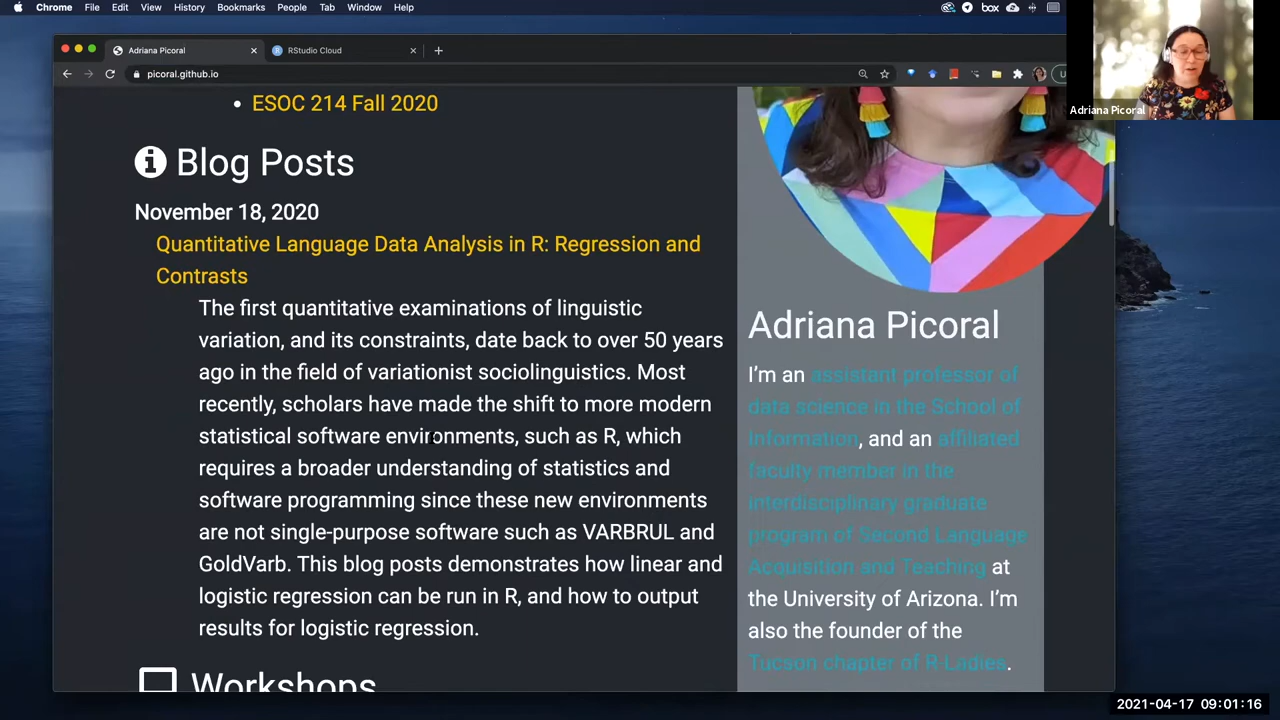 Chrome File Edit View History Bookmarks People Tab Window Help
box
Adriana Picoral
RStudio Cloud
picoral.github.io
Adriana Picoral
ESOC 214 Fall 2020
Blog Posts
November 18, 2020
Quantitative Language Data Analysis in R: Regression and
Contrasts
The first quantitative examinations of linguistic
variation, and its constraints, date back to over 50 years
ago in the field of variationist sociolinguistics. Most
recently, scholars have made the shift to more modern
statistical software environments, such as R, which
requires a broader understanding of statistics and
software programming since these new environments
are not single-purpose software such as VARBRUL and
GoldVarb. This blog posts demonstrates how linear and
logistic regression can be run in R, and how to output
results for logistic regression.
Workshops
Adriana Picoral
I'm an assistant professor of
data science in the School of
Information, and an affiliated
faculty member in the
interdisciplinary graduate
program of Second Language
Acquisition and Teaching at
the University of Arizona. I'm
also the founder of the
Tucson chapter of R-Ladies.
2021-04-17 09:01:16